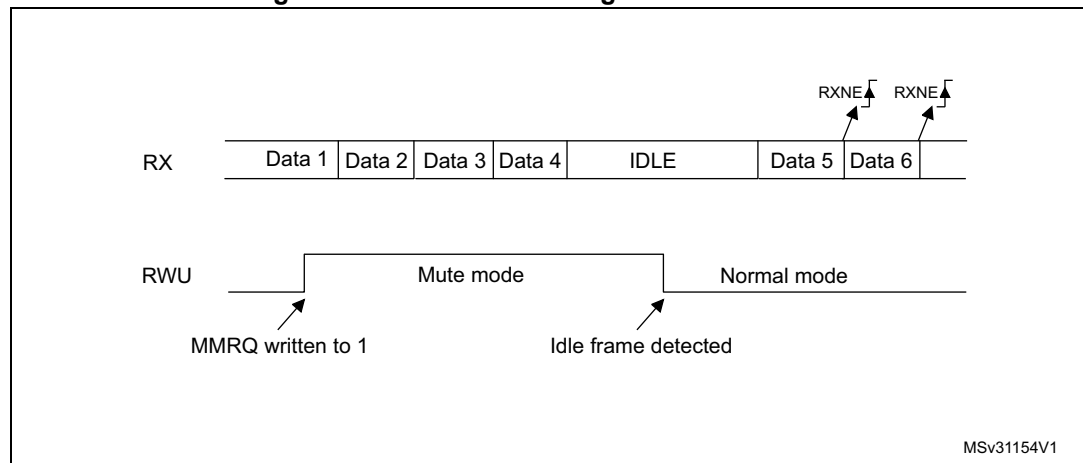 RXNE RXNE
RX Data 1 Data 2 Data 3 Data 4 IDLE Data 5 Data 6
RWU Mute mode Normal mode
MMRQ written to 1 Idle frame detected
MSv31154V1